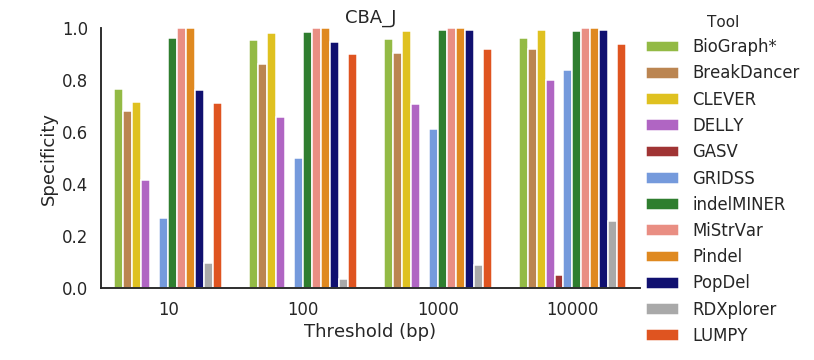 CBA_J
Specificity
1.0
0.8
0.6
0.4
0.2
0.0
10
100
1000
10000
Threshold (bp)
Tool
BioGraph*
BreakDancer
CLEVER
DELLY
GASV
GRIDSS
indelMINER
MiStrVar
Pindel
PopDel
RDXplorer
LUMPY